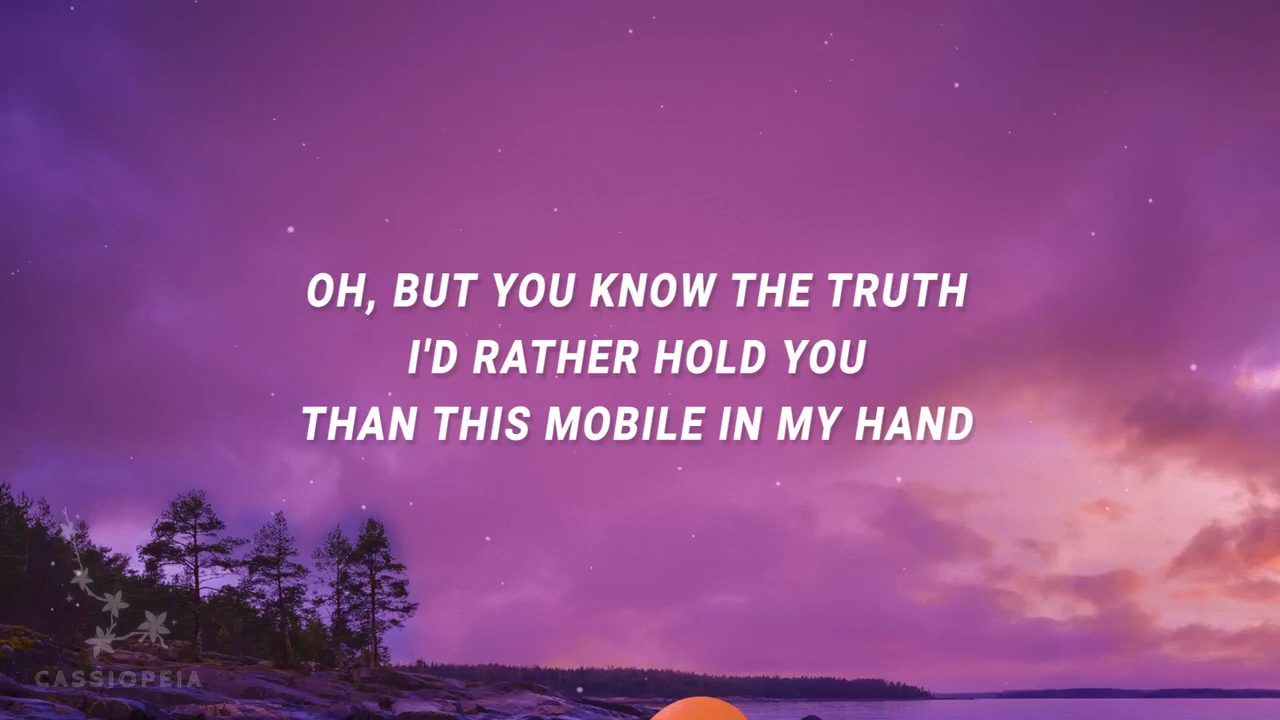 OH, BUT YOU KNOW THE TRUTH
I'D RATHER HOLD YOU
THAN THIS MOBILE IN MY HAND
CASSIOPEIA